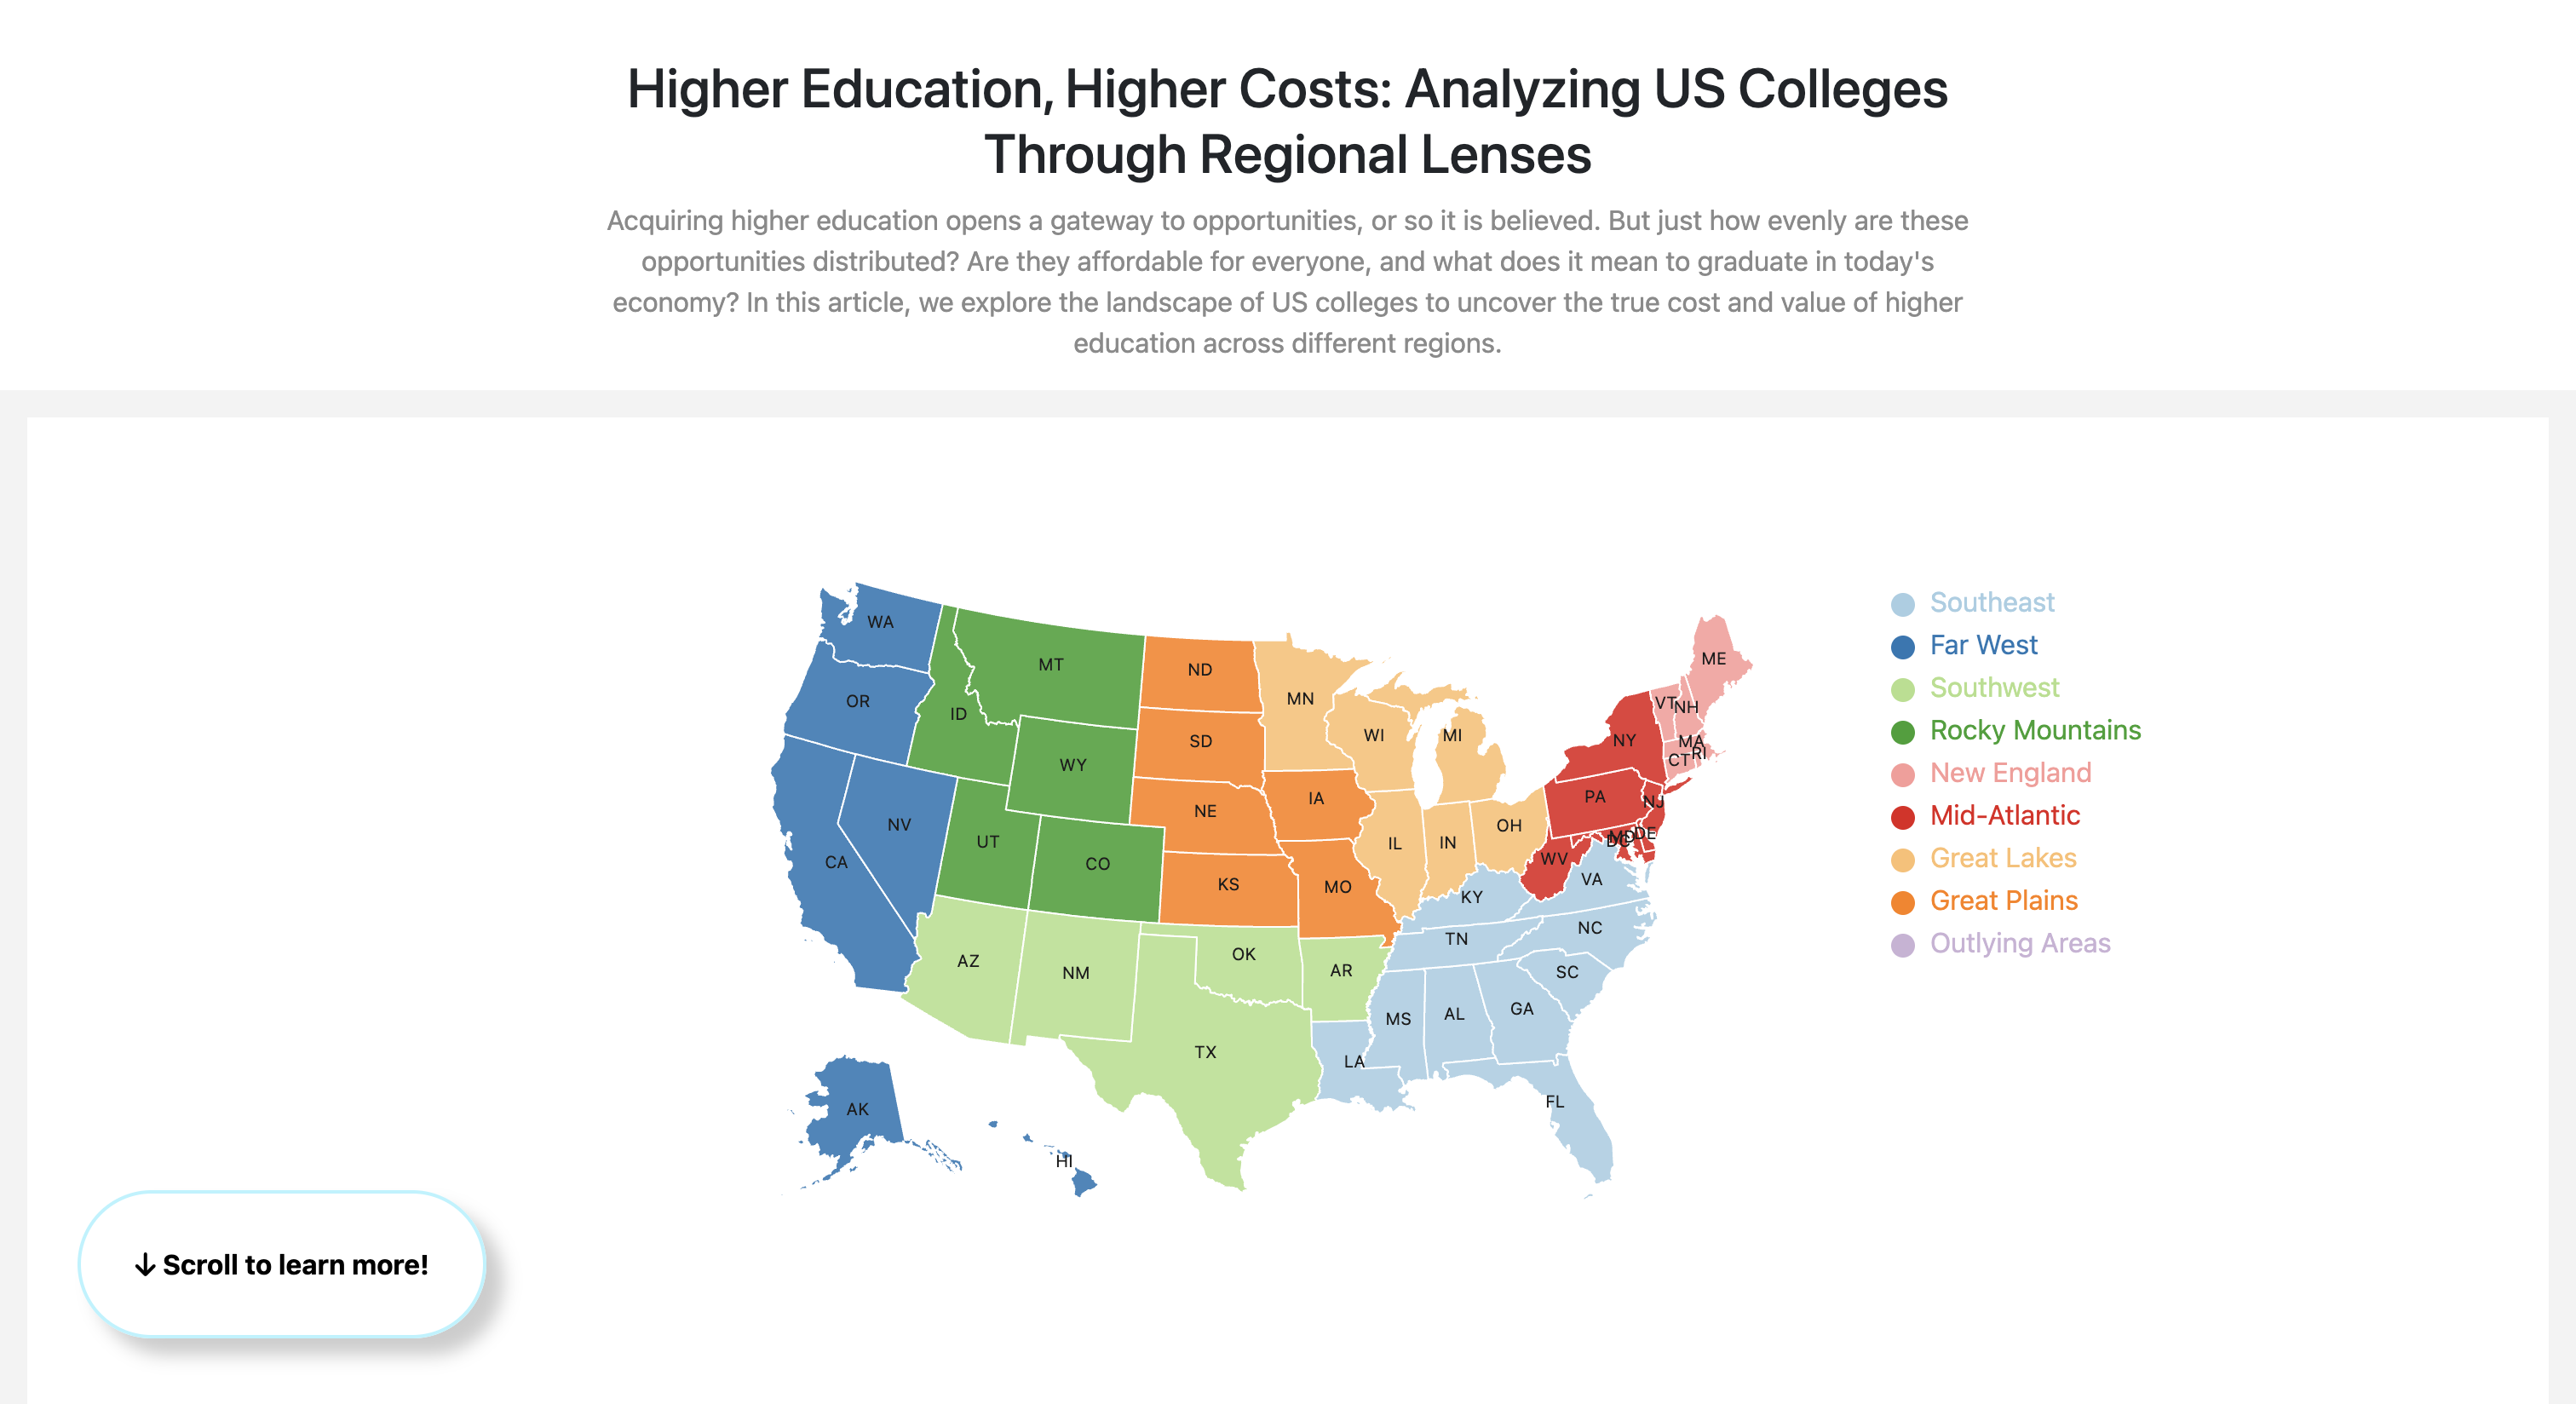 Higher Education, Higher Costs: Analyzing US Colleges
Through Regional Lenses
Acquiring higher education opens a gateway to opportunities, or so it is believed. But just how evenly are these
opportunities distributed? Are they affordable for everyone, and what does it mean to graduate in today's
economy? In this article, we explore the landscape of US colleges to uncover the true cost and value of higher
education across different regions.
WA
OR
CA
NV
ID
MT
WY
UT
CO
AZ
NM
ND
SD
NE
KS
OK
TX
MN
IA
MO
AR
LA
WI
IL
MI
IN
OH
KY
TN
MS
AL
GA
FL
SC
NC
VA
WV
PA
NY
NJ
MD
DE
DC
VT
NH
ME
MA
CT
RI
AK
HI
Southeast
Far West
Southwest
Rocky Mountains
New England
Mid-Atlantic
Great Lakes
Great Plains
Outlying Areas
↓ Scroll to learn more!